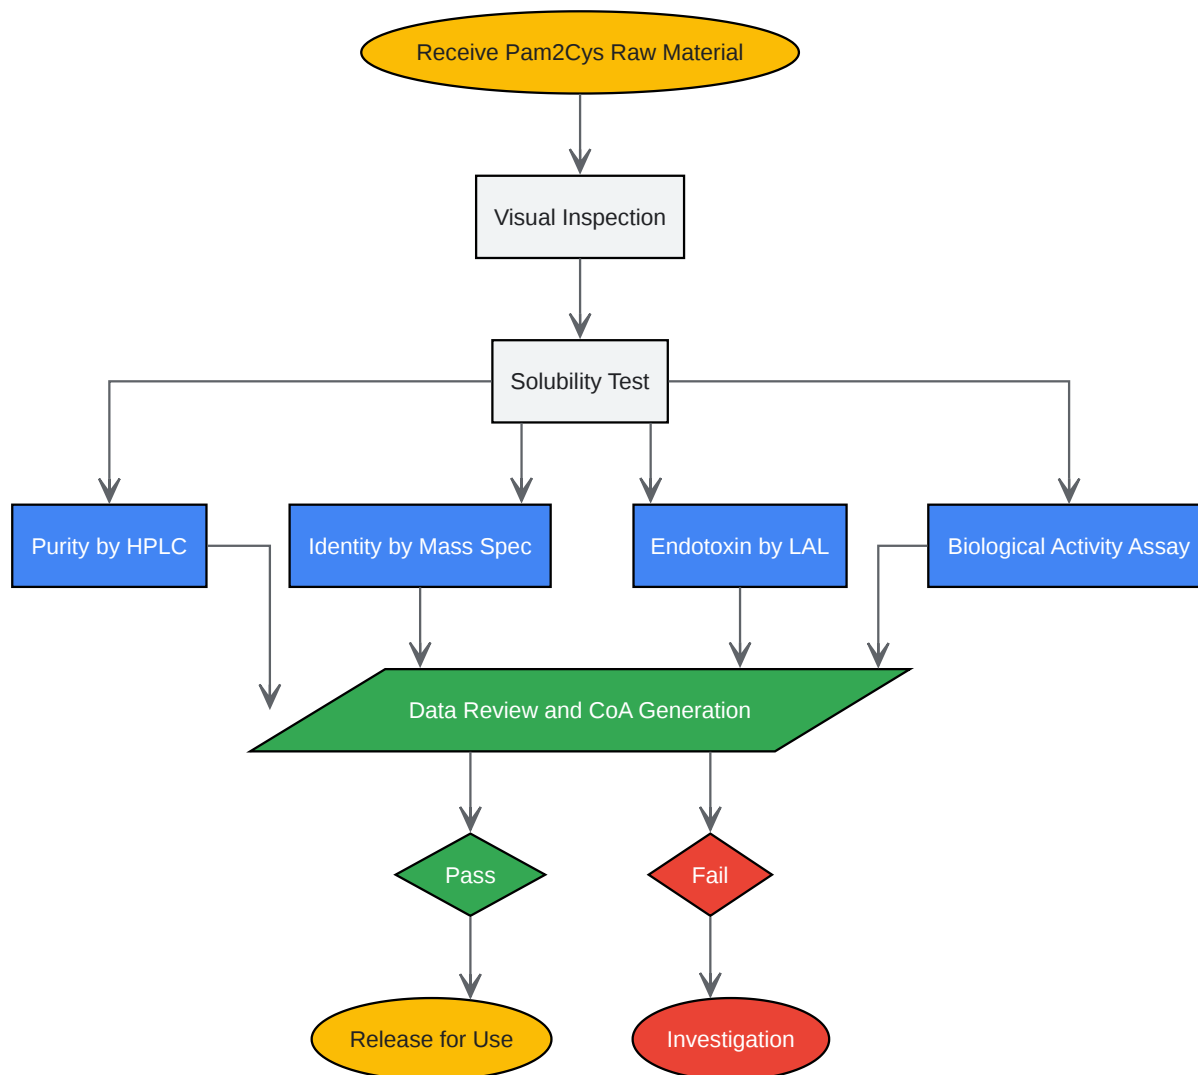 Receive Pam2Cys Raw Material
Visual Inspection
Solubility Test
Purity by HPLC
Identity by Mass Spec
Endotoxin by LAL
Biological Activity Assay
Data Review and CoA Generation
Pass
Fail
Release for Use
Investigation